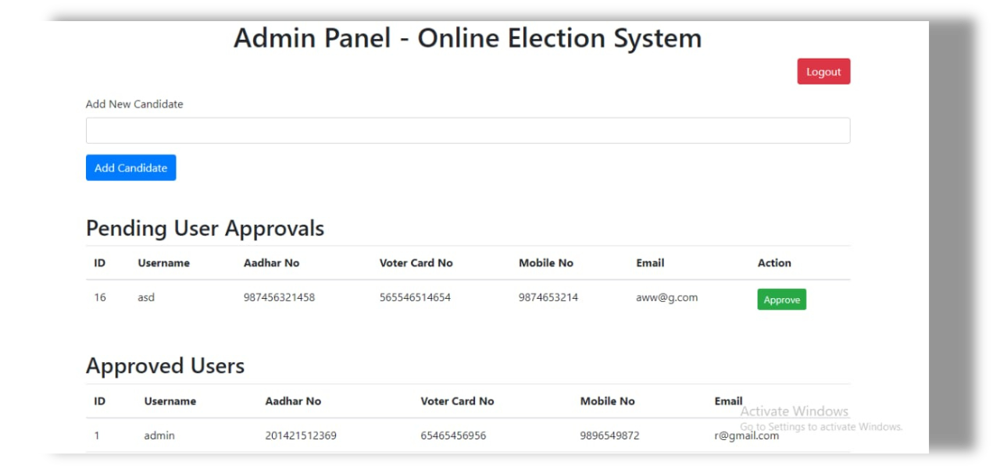 Admin Panel - Online Election System
Logout
Add New Candidate
Add Candidate
Pending User Approvals
ID Username Aadhar No Voter Card No Mobile No Email Action
16 asd 987456321458 565546514654 9874653214 aww@g.com Approve
Approved Users
ID Username Aadhar No Voter Card No Mobile No Email
Activate Windows
Go to Settings to activate Windows.
1 admin 201421512369 65465456956 9896549872 r@gmail.com